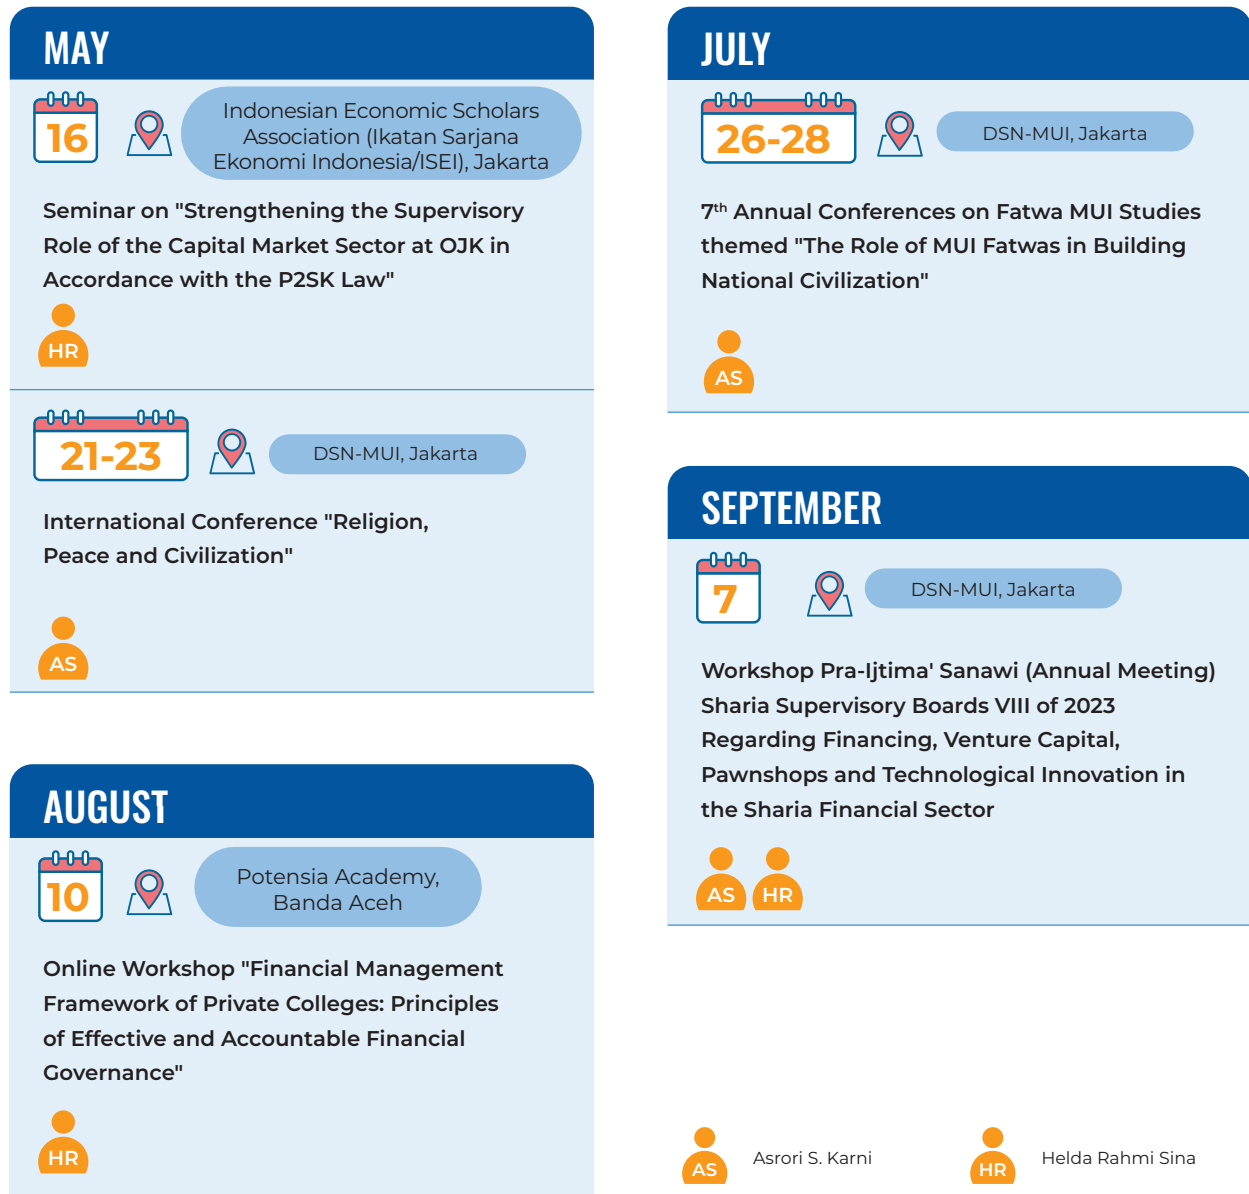 MAY
16
Indonesian Economic Scholars
Association (Ikatan Sarjana
Ekonomi Indonesia/ISEI), Jakarta
Seminar on "Strengthening the Supervisory
Role of the Capital Market Sector at OJK in
Accordance with the P2SK Law"
HR
21-23
DSN-MUI, Jakarta
International Conference "Religion,
Peace and Civilization"
AS
JULY
26-28
DSN-MUI, Jakarta
7th Annual Conferences on Fatwa MUI Studies
themed "The Role of MUI Fatwas in Building
National Civilization"
AS
AUGUST
10
Potensia Academy,
Banda Aceh
Online Workshop "Financial Management
Framework of Private Colleges: Principles
of Effective and Accountable Financial
Governance"
HR
SEPTEMBER
7
DSN-MUI, Jakarta
Workshop Pra-Ijtima' Sanawi (Annual Meeting)
Sharia Supervisory Boards VIII of 2023
Regarding Financing, Venture Capital,
Pawnshops and Technological Innovation in
the Sharia Financial Sector
AS HR
AS Asrori S. Karni
HR Helda Rahmi Sina